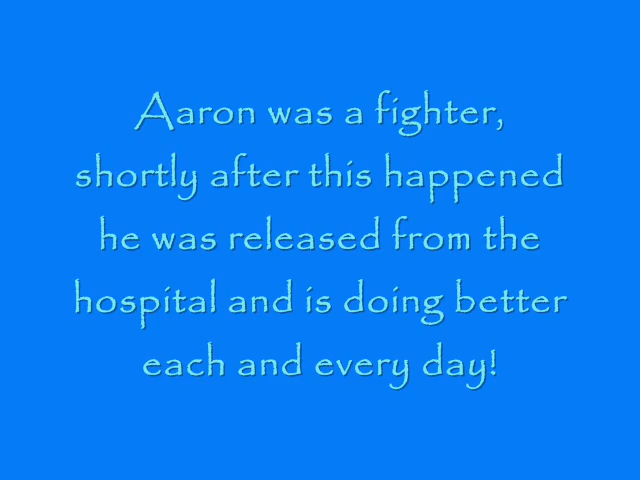 Aaron was a fighter,
shortly after this happened
he was released from the
hospital and is doing better
each and every day!